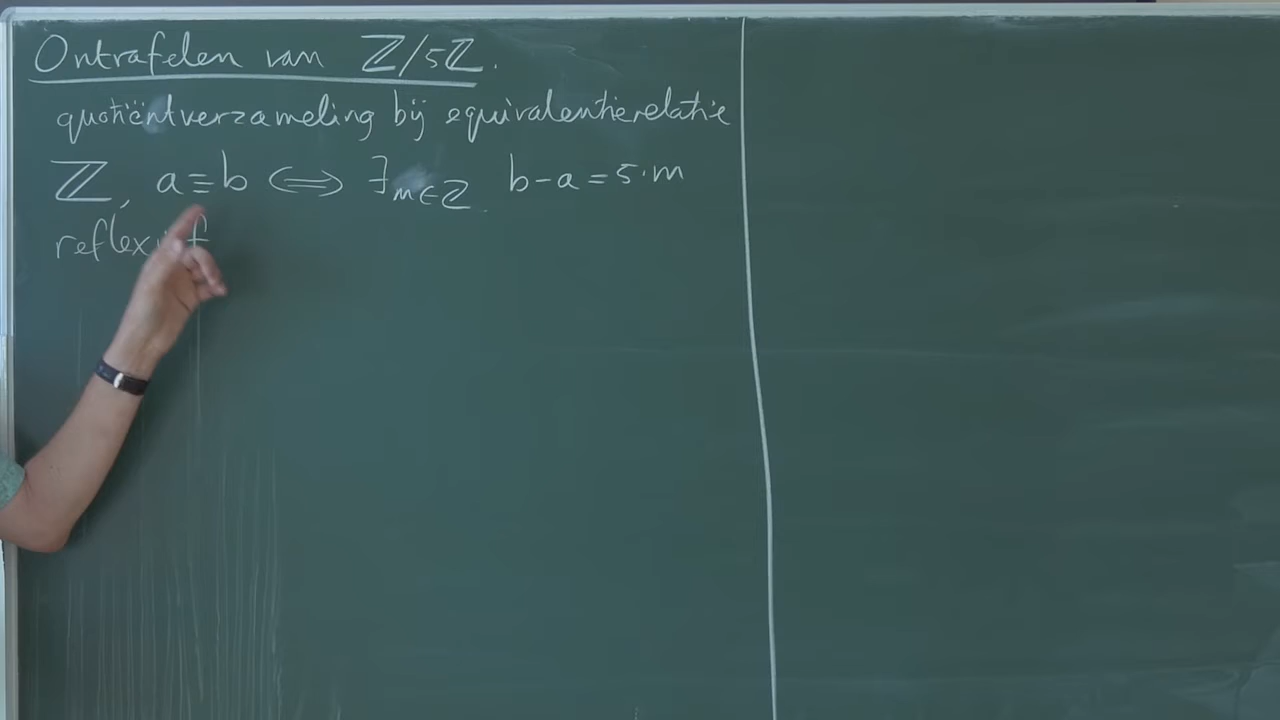 Ontrafelen van ℤ/5ℤ.
quotiëntverzameling bij equivalentierelatie
ℤ, a≡b ⟺ ∃m∈ℤ b-a=5·m
reflexief